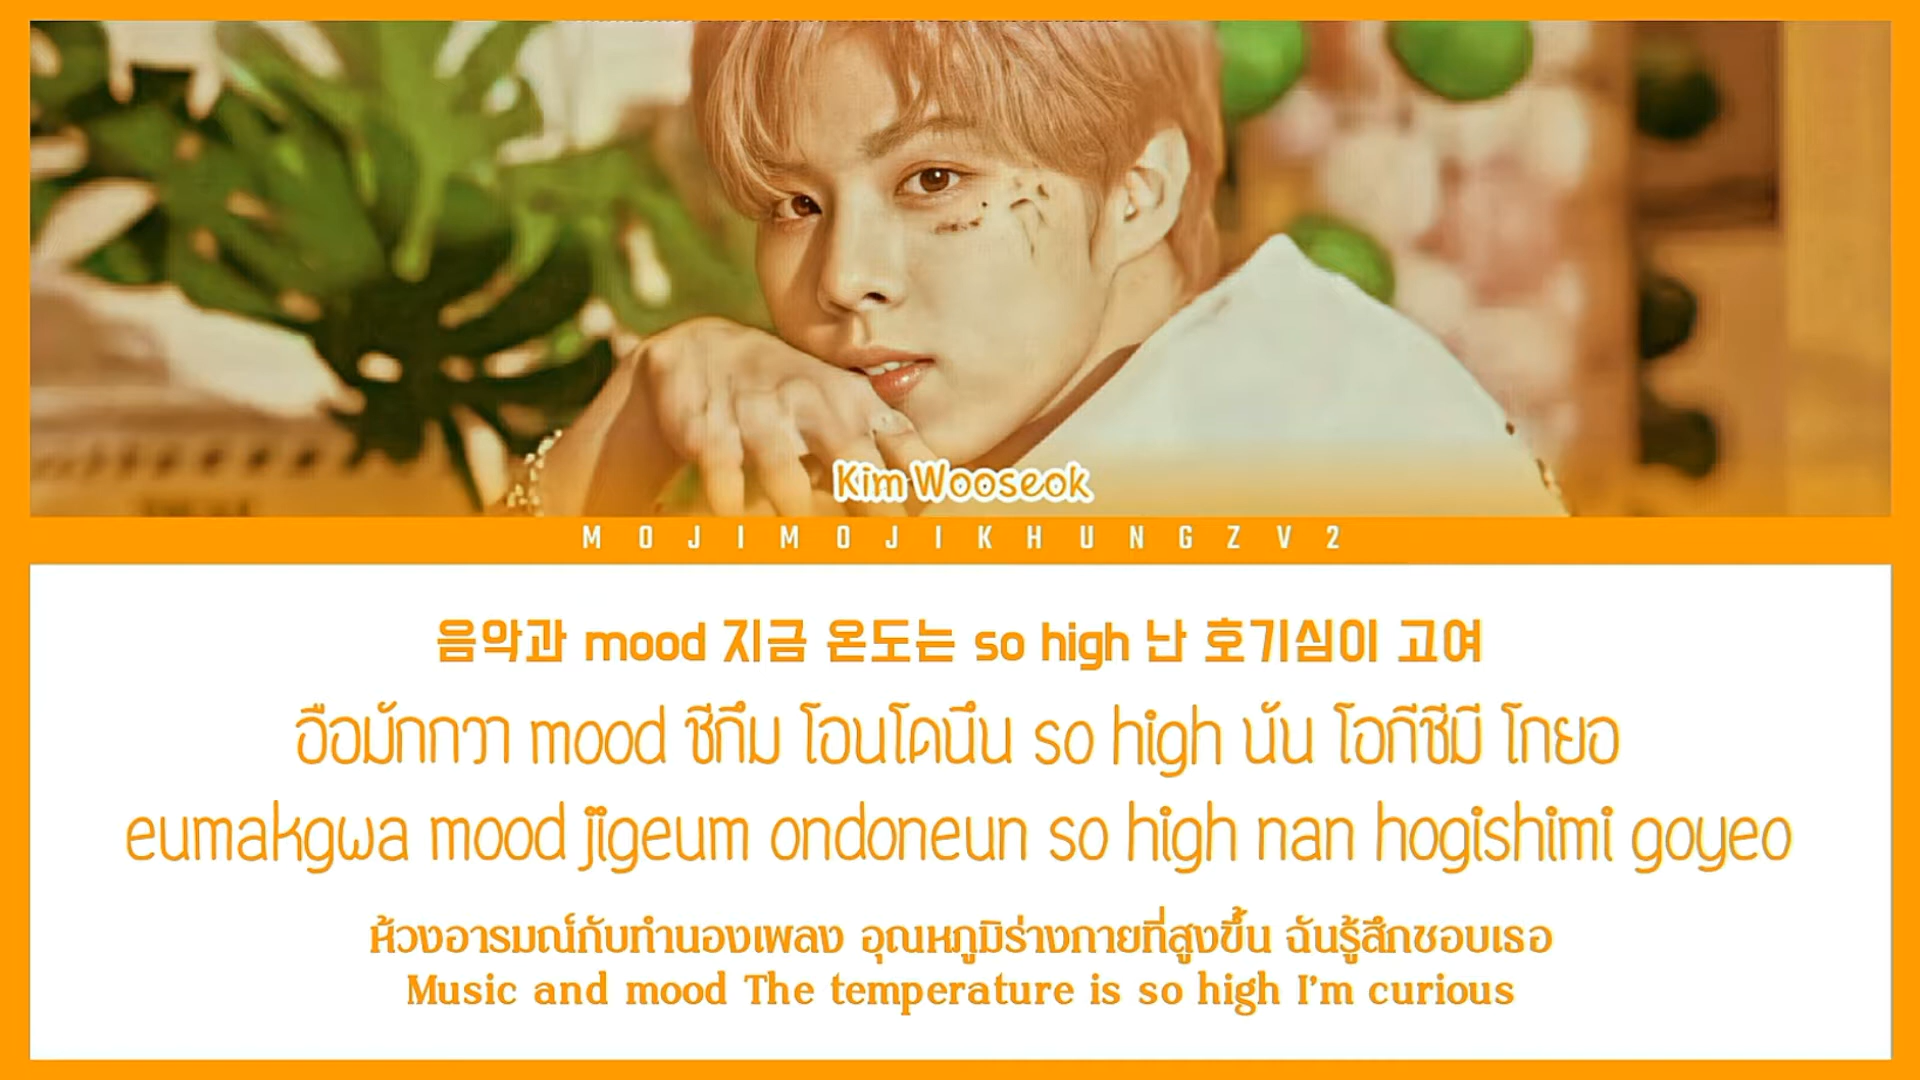 Kim Wooseok
MOJIMOJIKHUNGZV2
음악과 mood 지금 온도는 so high 난 호기심이 고여
อือมักกวา mood ชีกึม โอนโดนึน so high นัน โฮกีชีมี โกยอ
eumakgwa mood jigeum ondoneun so high nan hogishimi goyeo
ห้วงอารมณ์กับทำนองเพลง อุณหภูมิร่างกายที่สูงขึ้น ฉันรู้สึกชอบเธอ
Music and mood The temperature is so high I'm curious